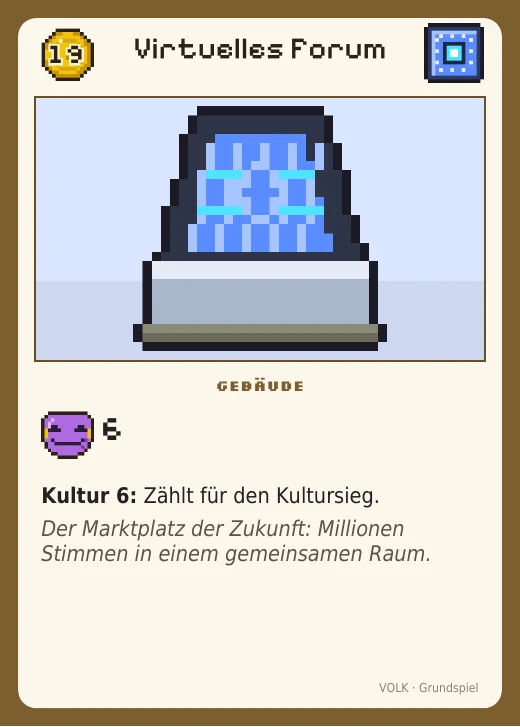 19
Virtuelles Forum
GEBÄUDE
6
Kultur 6: Zählt für den Kultursieg.
Der Marktplatz der Zukunft: Millionen
Stimmen in einem gemeinsamen Raum.
VOLK · Grundspiel